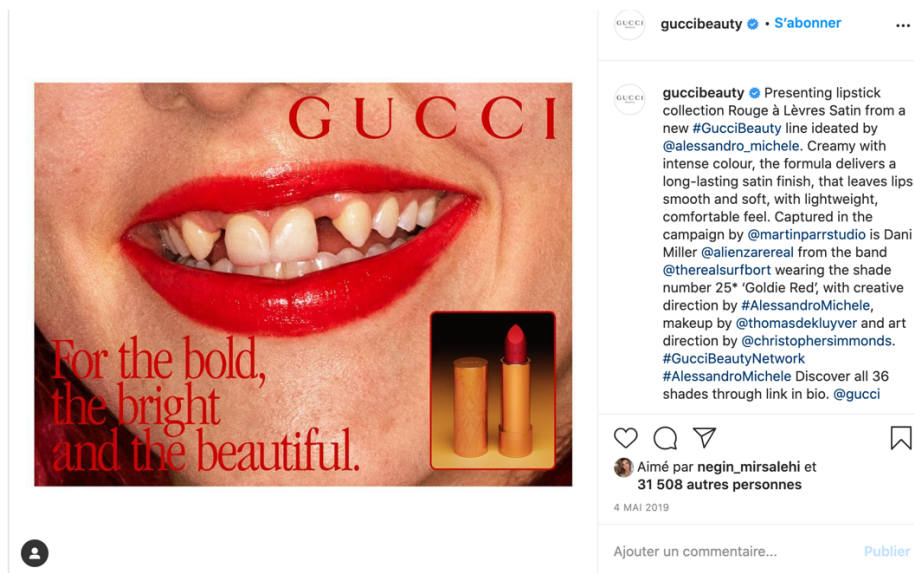 GUCCI
For the bold,
the bright
and the beautiful.
GUCCI
guccibeauty • S'abonner
GUCCI
guccibeauty Presenting lipstick
collection Rouge à Lèvres Satin from a
new #GucciBeauty line ideated by
@alessandro_michele. Creamy with
intense colour, the formula delivers a
long-lasting satin finish, that leaves lips
smooth and soft, with lightweight,
comfortable feel. Captured in the
campaign by @martinparrstudio is Dani
Miller @alienzarereal from the band
@therealsurfbort wearing the shade
number 25* ‘Goldie Red’, with creative
direction by #AlessandroMichele,
makeup by @thomasdekluyver and art
direction by @christophersimmonds.
#GucciBeautyNetwork
#AlessandroMichele Discover all 36
shades through link in bio. @gucci
Aimé par negin_mirsalehi et
31 508 autres personnes
4 MAI 2019
Ajouter un commentaire...
Publier